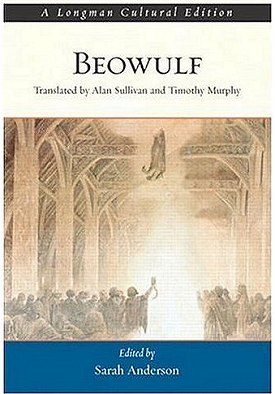 A Longman Cultural Edition
BEOWULF
Translated by Alan Sullivan and Timothy Murphy
Edited by
Sarah Anderson